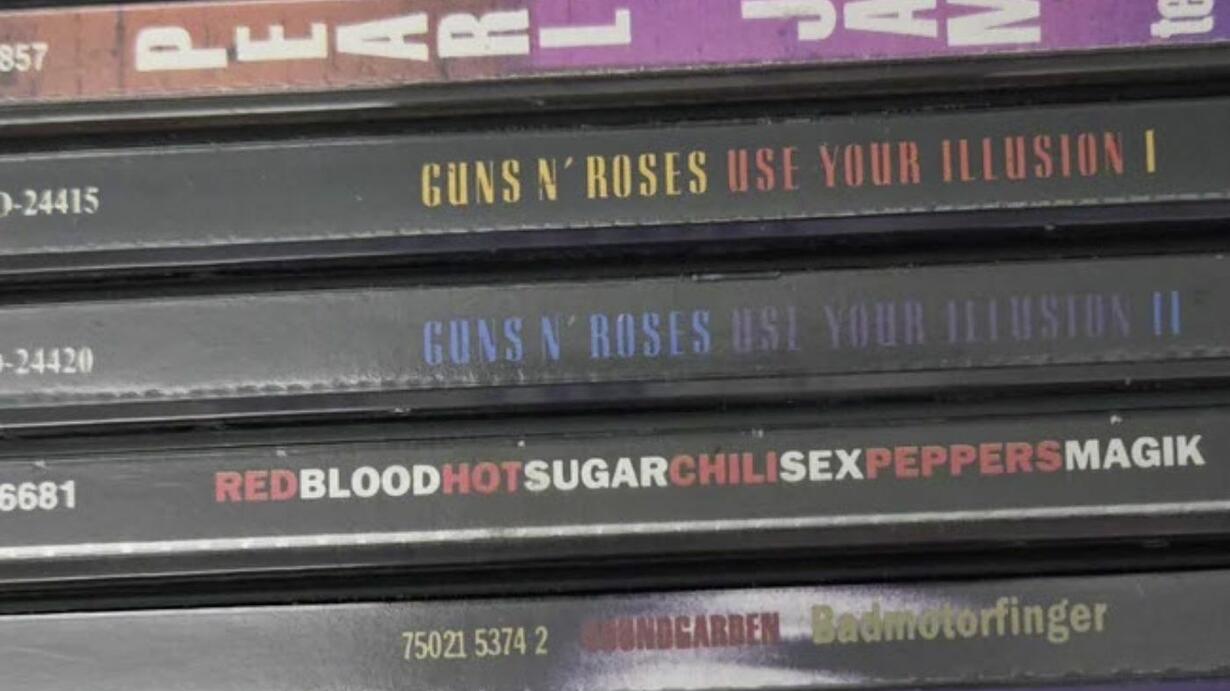 857 PEARL JAM te
D-24415 GUNS N' ROSES USE YOUR ILLUSION I
-24420 GUNS N' ROSES USE YOUR ILLUSION II
6681 REDBLOODHOTSUGARCHILISEXPEPPERSMAGIK
75021 5374 2 SOUNDGARDEN Badmotorfinger